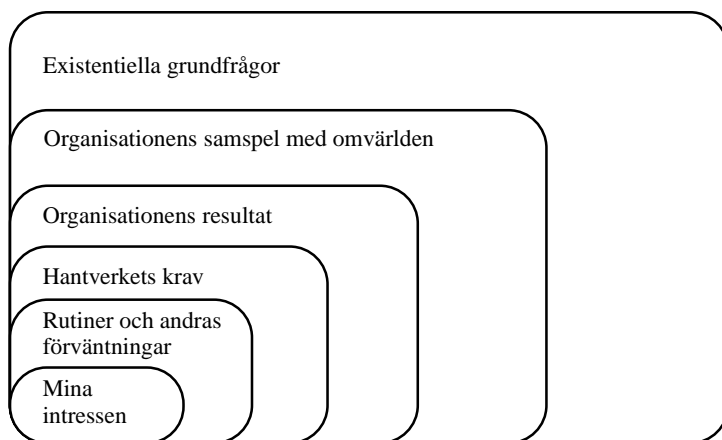 Existentiella grundfrågor
Organisationens samspel med omvärlden
Organisationens resultat
Hantverkets krav
Rutiner och andras
förväntningar
Mina
intressen